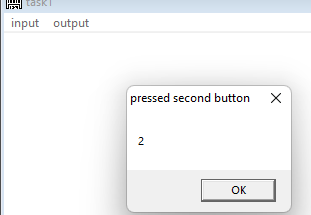 task1
input output
pressed second button
2
OK